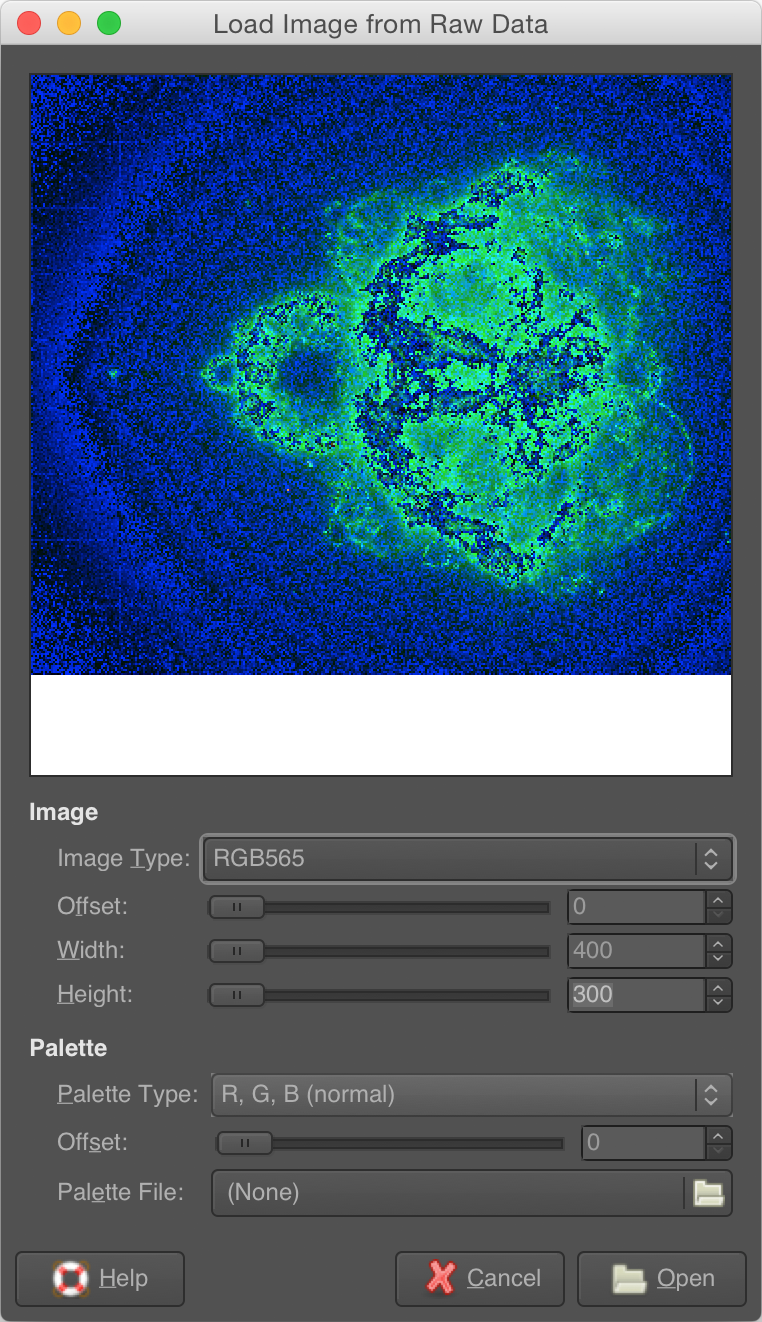 Load Image from Raw Data
Image
Image Type: RGB565
Offset: 0
Width: 400
Height: 300
Palette
Palette Type: R, G, B (normal)
Offset: 0
Palette File: (None)
Help Cancel Open